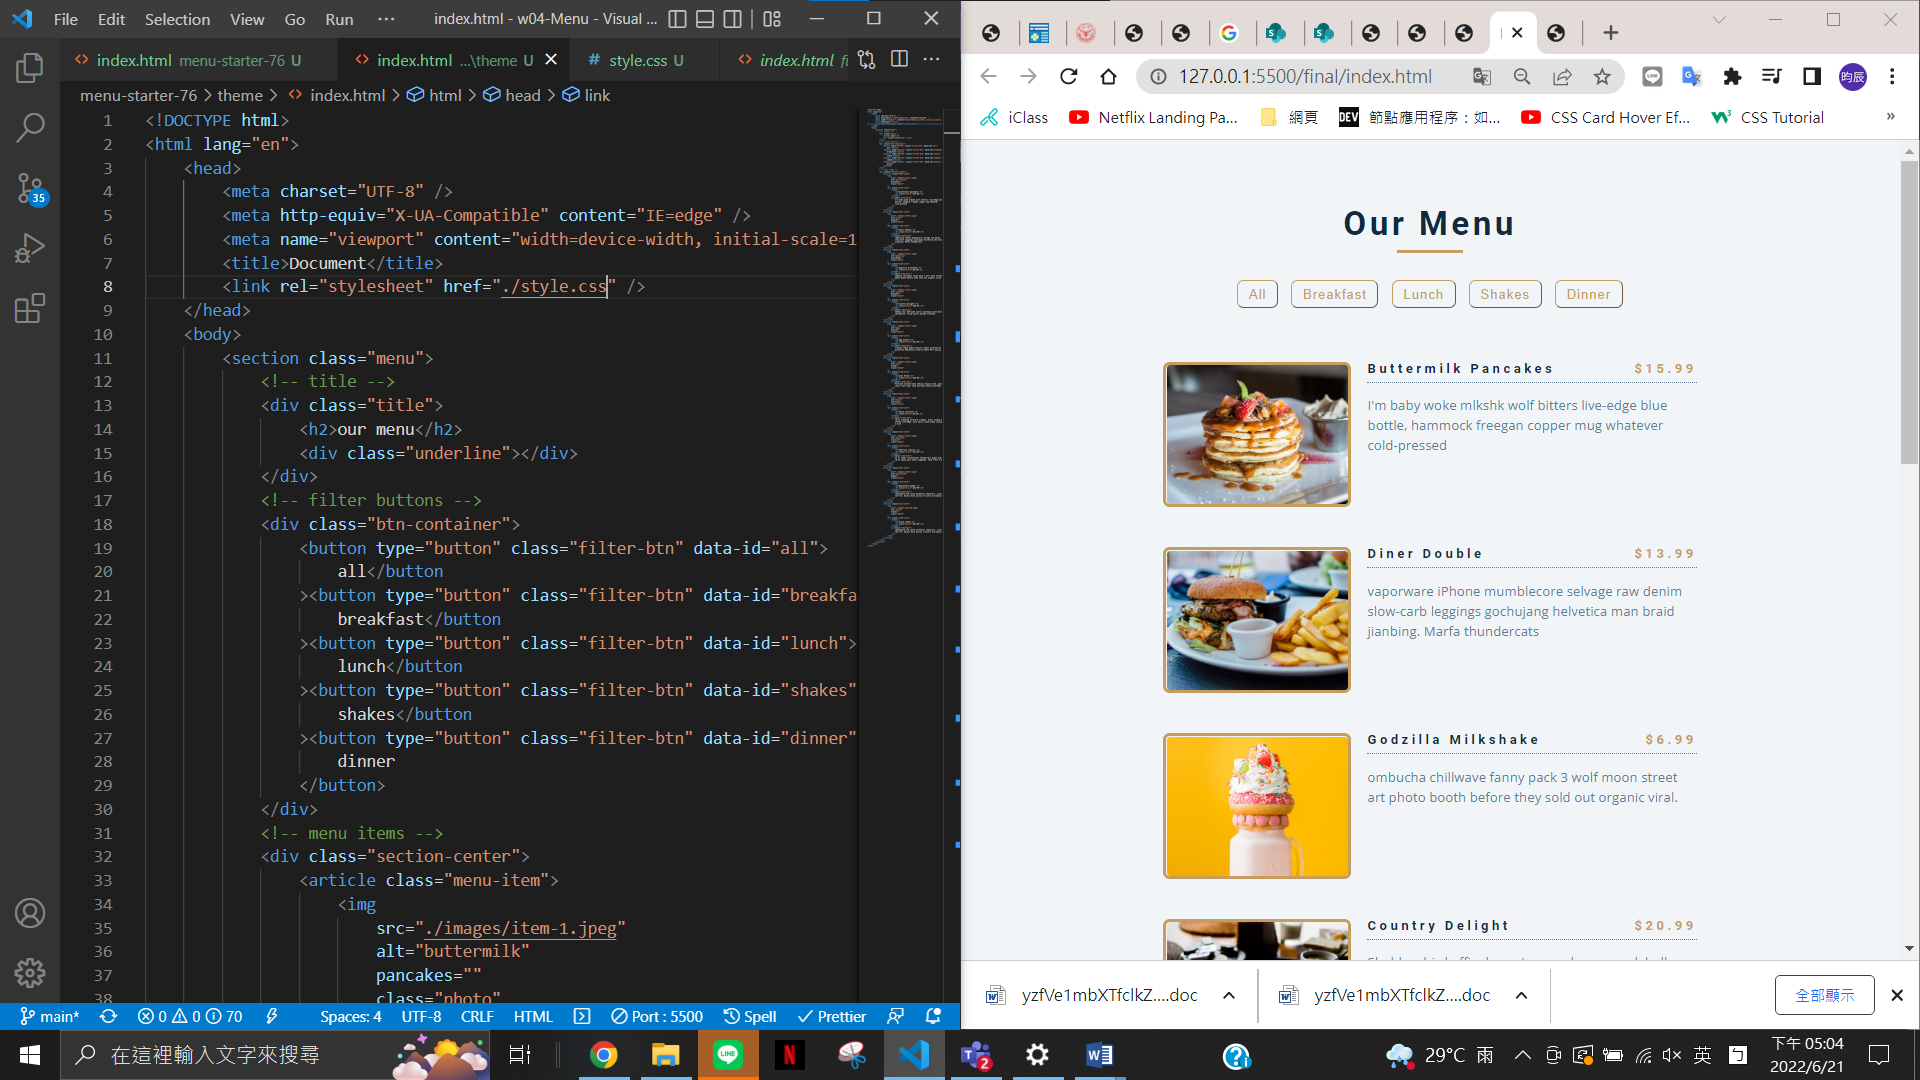 File Edit Selection View Go Run ··· index.html - w04-Menu - Visual ...
index.html menu-starter-76 U index.html ...\theme U style.css U index.html
menu-starter-76 > theme > index.html > html > head > link
1 <!DOCTYPE html>
2 <html lang="en">
3 <head>
4 <meta charset="UTF-8" />
5 <meta http-equiv="X-UA-Compatible" content="IE=edge" />
6 <meta name="viewport" content="width=device-width, initial-scale=1
7 <title>Document</title>
8 <link rel="stylesheet" href="./style.css" />
9 </head>
10 <body>
11 <section class="menu">
12 <!-- title -->
13 <div class="title">
14 <h2>our menu</h2>
15 <div class="underline"></div>
16 </div>
17 <!-- filter buttons -->
18 <div class="btn-container">
19 <button type="button" class="filter-btn" data-id="all">
20 all</button
21 ><button type="button" class="filter-btn" data-id="breakfa
22 breakfast</button
23 ><button type="button" class="filter-btn" data-id="lunch">
24 lunch</button
25 ><button type="button" class="filter-btn" data-id="shakes"
26 shakes</button
27 ><button type="button" class="filter-btn" data-id="dinner"
28 dinner
29 </button>
30 </div>
31 <!-- menu items -->
32 <div class="section-center">
33 <article class="menu-item">
34 <img
35 src="./images/item-1.jpeg"
36 alt="buttermilk"
37 pancakes=""
38 class="photo"
35
main* 0 0 70 Spaces: 4 UTF-8 CRLF HTML Port : 5500 Spell Prettier
127.0.0.1:5500/final/index.html 昀辰
iClass Netflix Landing Pa... 網頁 DEV 節點應用程序：如... CSS Card Hover Ef... CSS Tutorial »
Our Menu
All Breakfast Lunch Shakes Dinner
Buttermilk Pancakes $15.99
I'm baby woke mlkshk wolf bitters live-edge blue
bottle, hammock freegan copper mug whatever
cold-pressed
Diner Double $13.99
vaporware iPhone mumblecore selvage raw denim
slow-carb leggings gochujang helvetica man braid
jianbing. Marfa thundercats
Godzilla Milkshake $6.99
ombucha chillwave fanny pack 3 wolf moon street
art photo booth before they sold out organic viral.
Country Delight $20.99
yzfVe1mbXTfclkZ....doc yzfVe1mbXTfclkZ....doc 全部顯示
在這裡輸入文字來搜尋 LINE N 2 29°C 雨 英 下午 05:04
2022/6/21